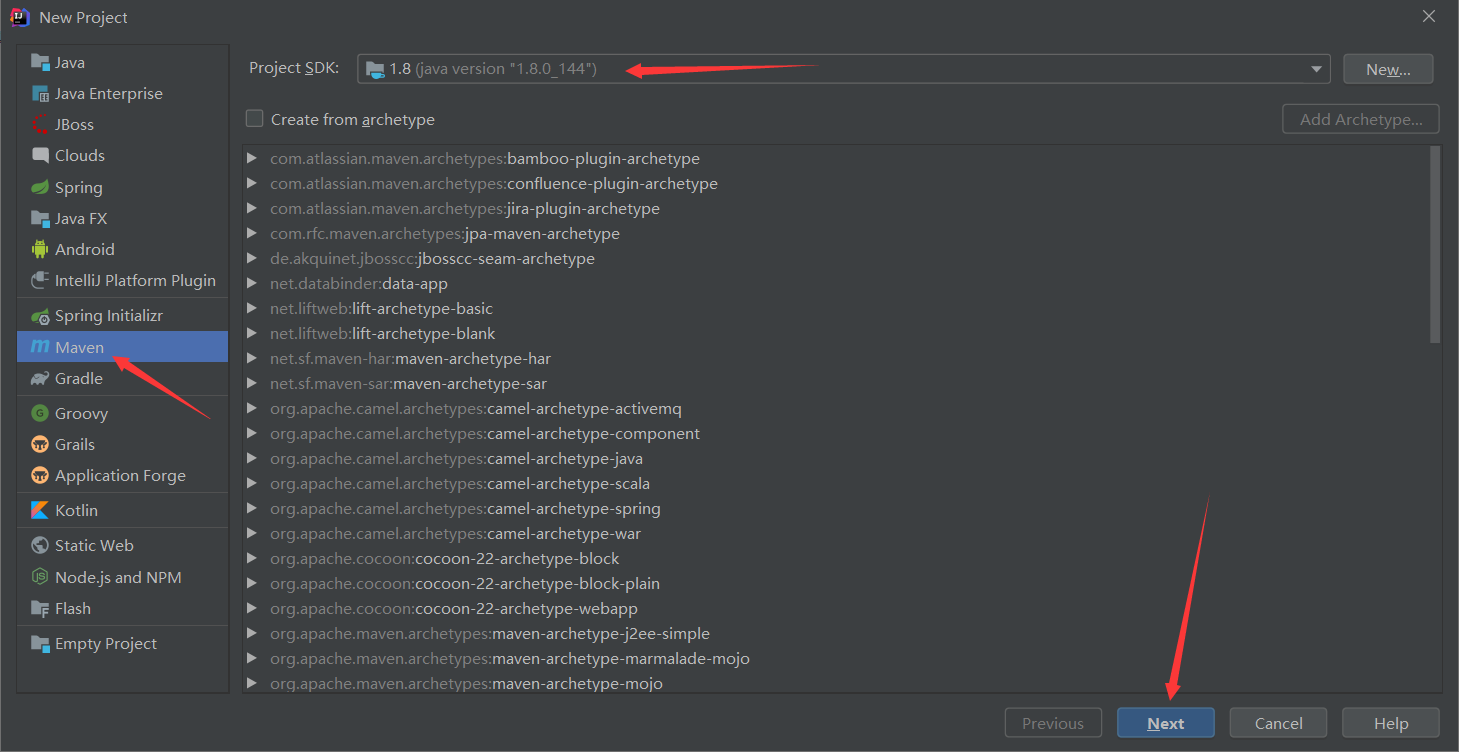 New Project
Java
Java Enterprise
JBoss
Clouds
Spring
Java FX
Android
IntelliJ Platform Plugin
Spring Initializr
Maven
Gradle
Groovy
Grails
Application Forge
Kotlin
Static Web
Node.js and NPM
Flash
Empty Project
Project SDK: 1.8 (java version "1.8.0_144") New...
Create from archetype Add Archetype...
com.atlassian.maven.archetypes:bamboo-plugin-archetype
com.atlassian.maven.archetypes:confluence-plugin-archetype
com.atlassian.maven.archetypes:jira-plugin-archetype
com.rfc.maven.archetypes:jpa-maven-archetype
de.akquinet.jbosscc:jbosscc-seam-archetype
net.databinder:data-app
net.liftweb:lift-archetype-basic
net.liftweb:lift-archetype-blank
net.sf.maven-har:maven-archetype-har
net.sf.maven-sar:maven-archetype-sar
org.apache.camel.archetypes:camel-archetype-activemq
org.apache.camel.archetypes:camel-archetype-component
org.apache.camel.archetypes:camel-archetype-java
org.apache.camel.archetypes:camel-archetype-scala
org.apache.camel.archetypes:camel-archetype-spring
org.apache.camel.archetypes:camel-archetype-war
org.apache.cocoon:cocoon-22-archetype-block
org.apache.cocoon:cocoon-22-archetype-block-plain
org.apache.cocoon:cocoon-22-archetype-webapp
org.apache.maven.archetypes:maven-archetype-j2ee-simple
org.apache.maven.archetypes:maven-archetype-marmalade-mojo
org.apache.maven.archetypes:maven-archetype-mojo
Previous Next Cancel Help